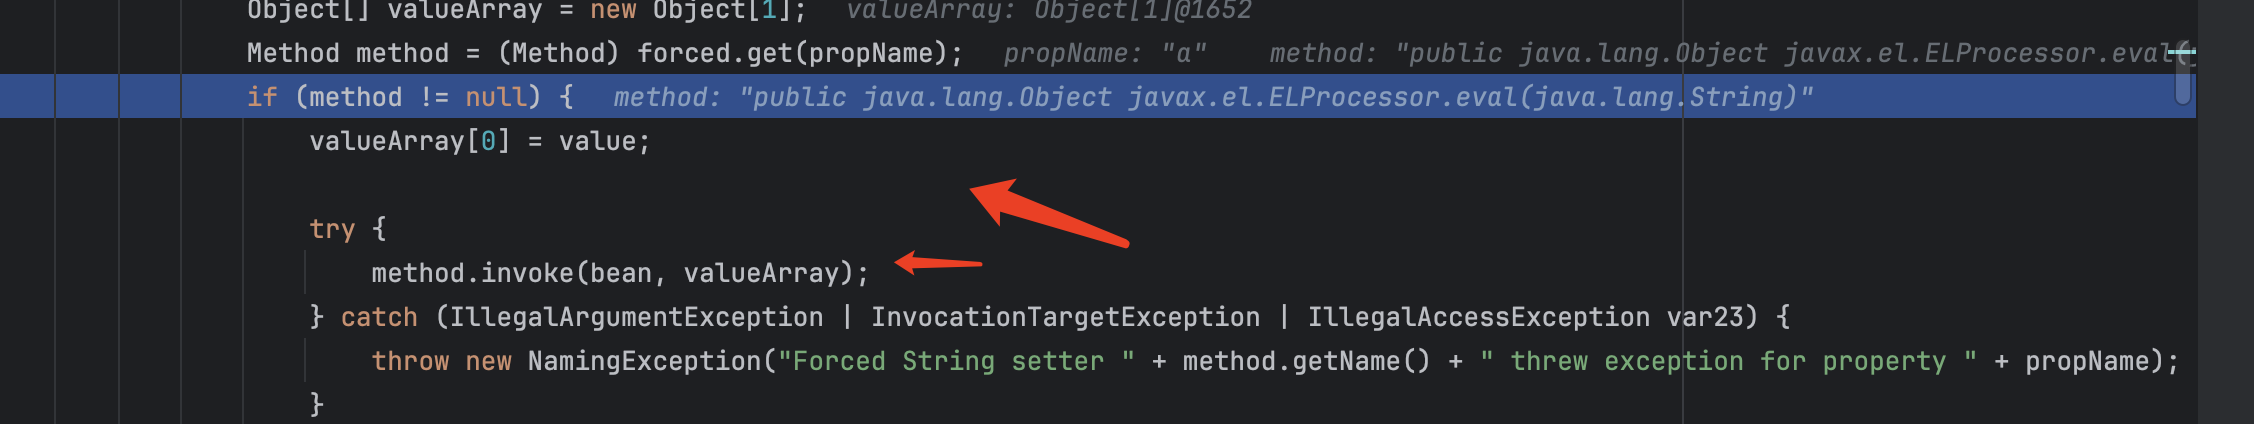 Object[] valueArray = new Object[1];   valueArray: Object[1]@1652
Method method = (Method) forced.get(propName);   propName: "a"    method: "public java.lang.Object javax.el.ELProcessor.eval(
if (method != null) {   method: "public java.lang.Object javax.el.ELProcessor.eval(java.lang.String)"
valueArray[0] = value;
try {
method.invoke(bean, valueArray);
} catch (IllegalArgumentException | InvocationTargetException | IllegalAccessException var23) {
throw new NamingException("Forced String setter " + method.getName() + " threw exception for property " + propName);
}